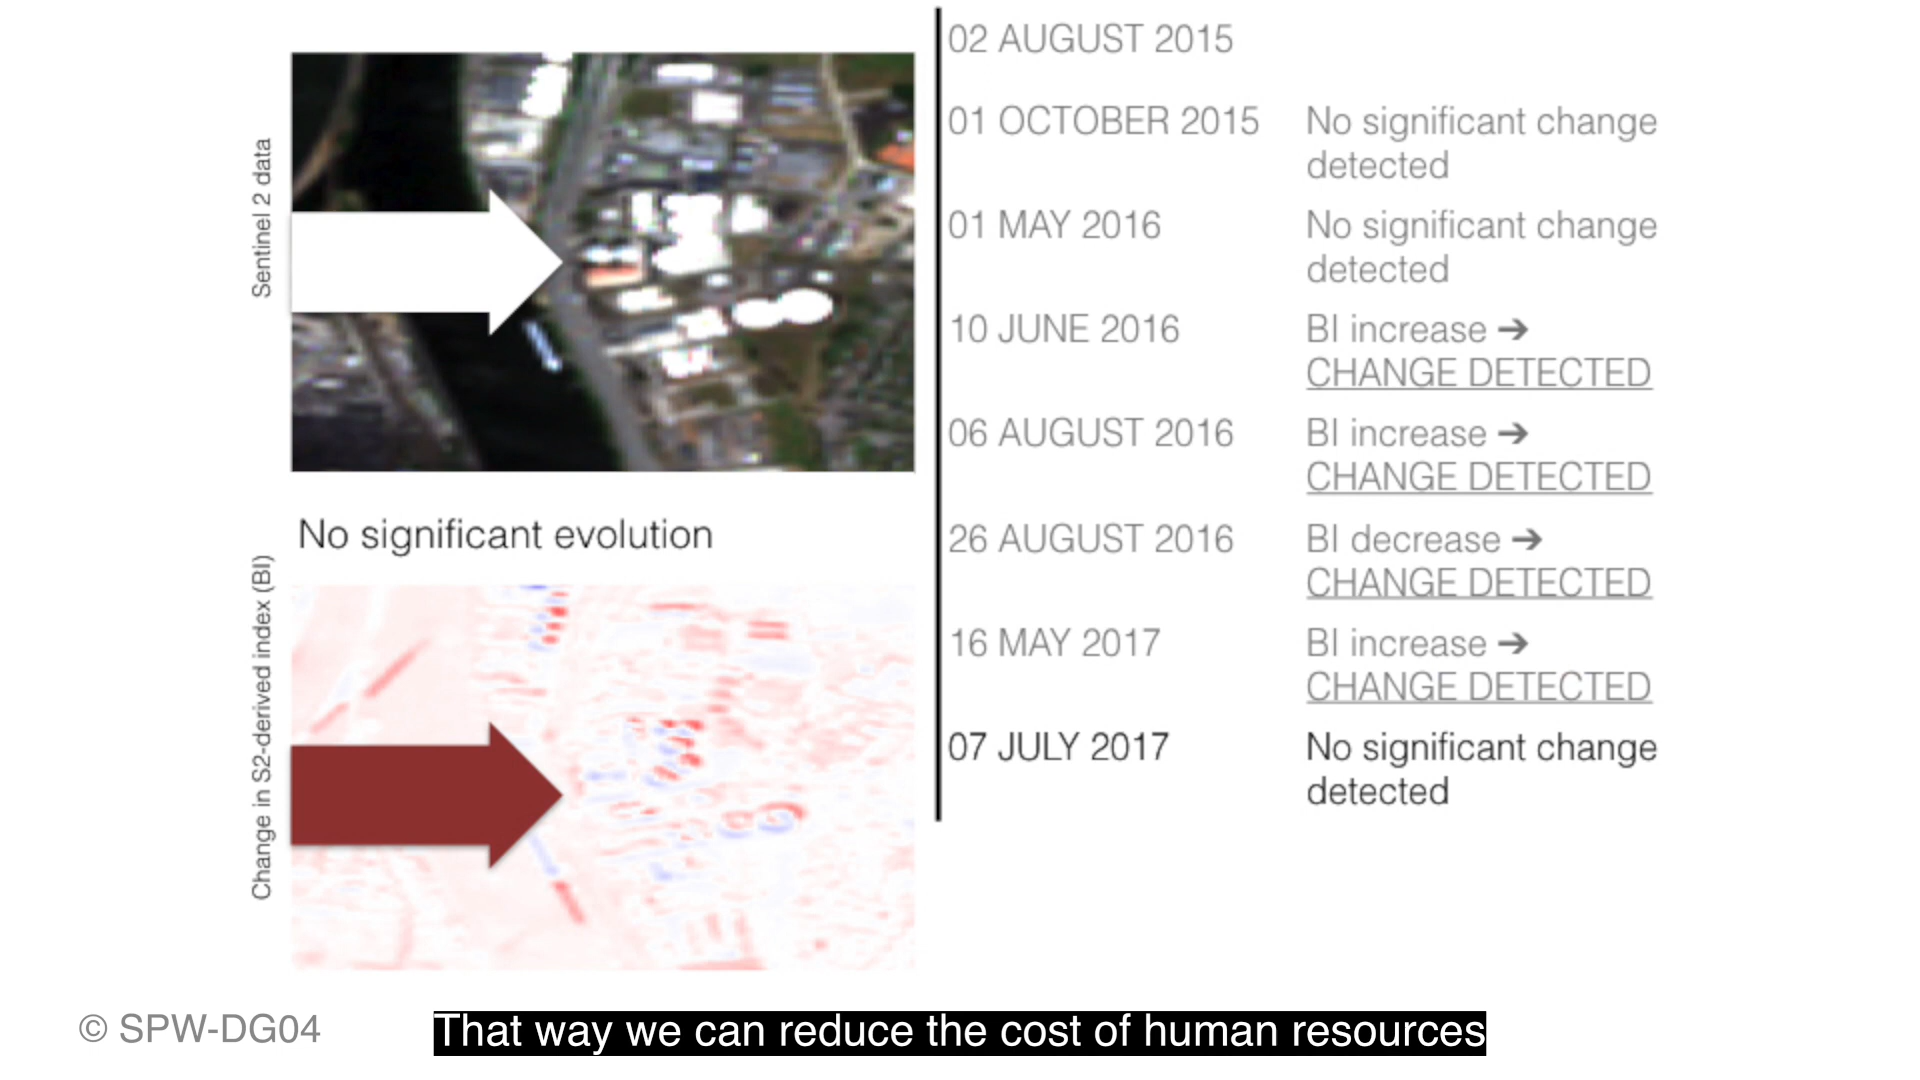 Sentinel 2 data
No significant evolution
Change in S2-derived index (BI)
02 AUGUST 2015
01 OCTOBER 2015 No significant change
detected
01 MAY 2016 No significant change
detected
10 JUNE 2016 BI increase ➔
CHANGE DETECTED
06 AUGUST 2016 BI increase ➔
CHANGE DETECTED
26 AUGUST 2016 BI decrease ➔
CHANGE DETECTED
16 MAY 2017 BI increase ➔
CHANGE DETECTED
07 JULY 2017 No significant change
detected
© SPW-DG04
That way we can reduce the cost of human resources